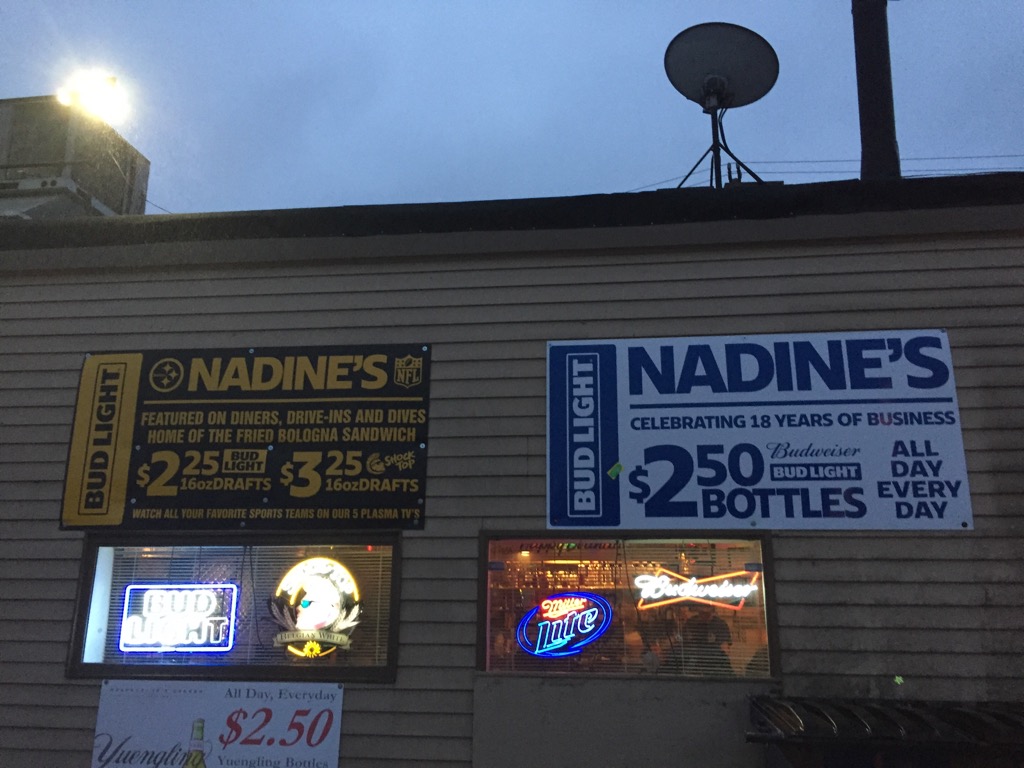 BUD LIGHT
NADINE'S
NFL
FEATURED ON DINERS, DRIVE-INS AND DIVES
HOME OF THE FRIED BOLOGNA SANDWICH
$2 25 BUD LIGHT 16oz DRAFTS $3 25 SHOCK TOP 16oz DRAFTS
WATCH ALL YOUR FAVORITE SPORTS TEAMS ON OUR 5 PLASMA TV'S
BUD LIGHT
NADINE'S
CELEBRATING 18 YEARS OF BUSINESS
$2 50 Budweiser BUD LIGHT BOTTLES
ALL
DAY
EVERY
DAY
BUD
LIGHT
BELGIAN WHITE
Miller
Lite
Budweiser
All Day, Everyday
$2.50
Yuengling
Yuengling Bottles